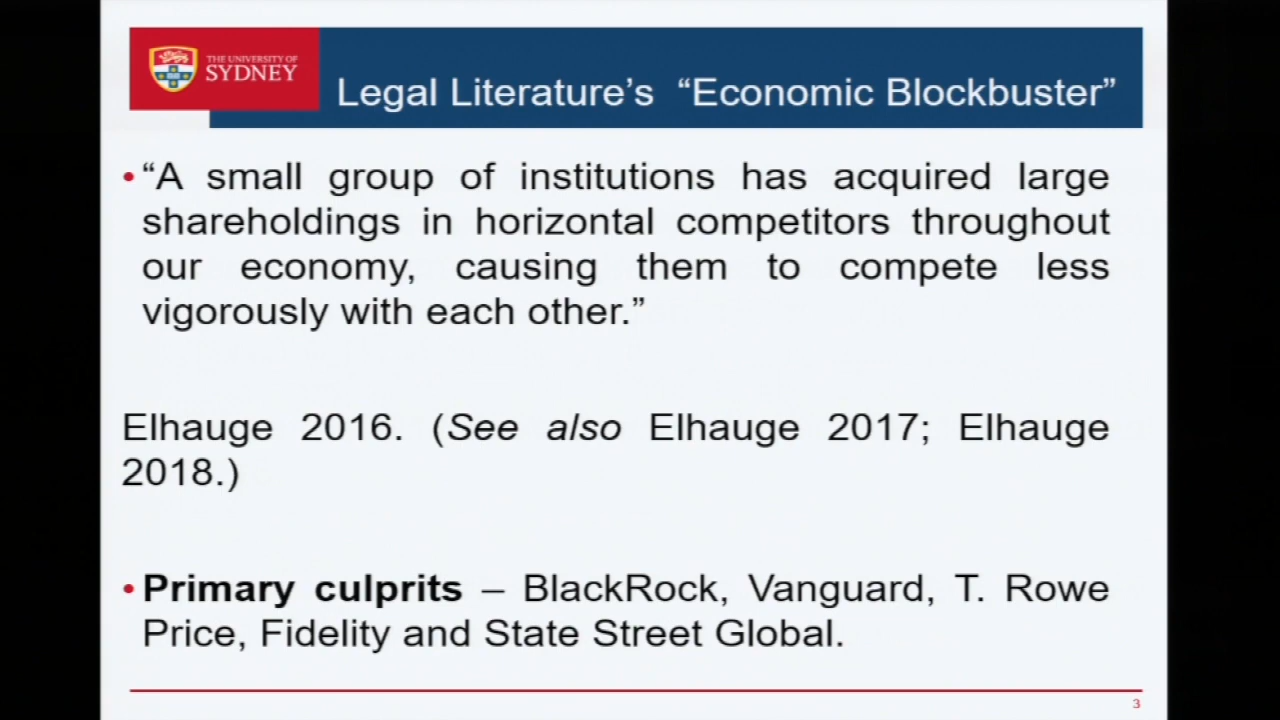 THE UNIVERSITY OF
SYDNEY
Legal Literature’s “Economic Blockbuster”
• “A small group of institutions has acquired large
shareholdings in horizontal competitors throughout
our economy, causing them to compete less
vigorously with each other.”
Elhauge 2016. (See also Elhauge 2017; Elhauge
2018.)
• Primary culprits – BlackRock, Vanguard, T. Rowe
Price, Fidelity and State Street Global.
3